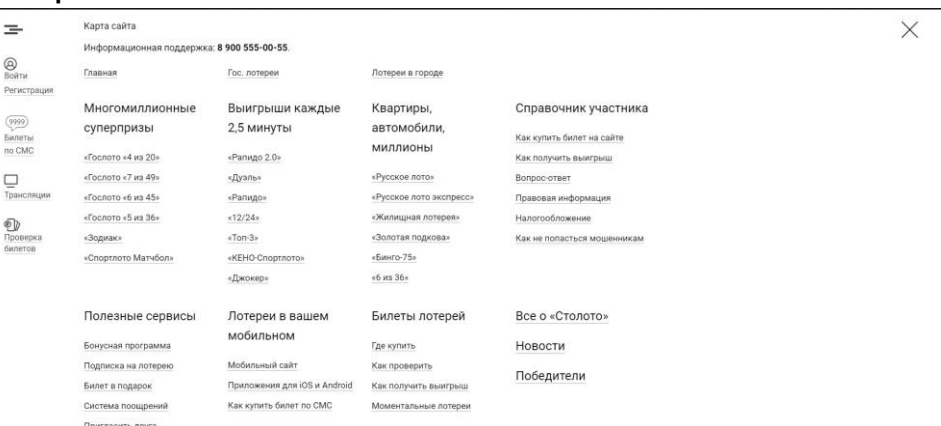 Карта сайта
Информационная поддержка: 8 900 555-00-55.
Войти
Регистрация
9999
Билеты
по СМС
Трансляции
Проверка
билетов
Главная
Гос. лотереи
Лотереи в городе
Многомиллионные
суперпризы
«Гослото «4 из 20»
«Гослото «7 из 49»
«Гослото «6 из 45»
«Гослото «5 из 36»
«Зодиак»
«Спортлото Матчбол»
Выигрыши каждые
2,5 минуты
«Рапидо 2.0»
«Дуэль»
«Рапидо»
«12/24»
«Топ-3»
«КЕНО-Спортлото»
«Джокер»
Квартиры,
автомобили,
миллионы
«Русское лото»
«Русское лото экспресс»
«Жилищная лотерея»
«Золотая подкова»
«Бинго-75»
«6 из 36»
Справочник участника
Как купить билет на сайте
Как получить выигрыш
Вопрос-ответ
Правовая информация
Налогообложение
Как не попасться мошенникам
Полезные сервисы
Бонусная программа
Подписка на лотерею
Билет в подарок
Система поощрений
Лотереи в вашем
мобильном
Мобильный сайт
Приложения для iOS и Android
Как купить билет по СМС
Билеты лотерей
Где купить
Как проверить
Как получить выигрыш
Моментальные лотереи
Все о «Столото»
Новости
Победители